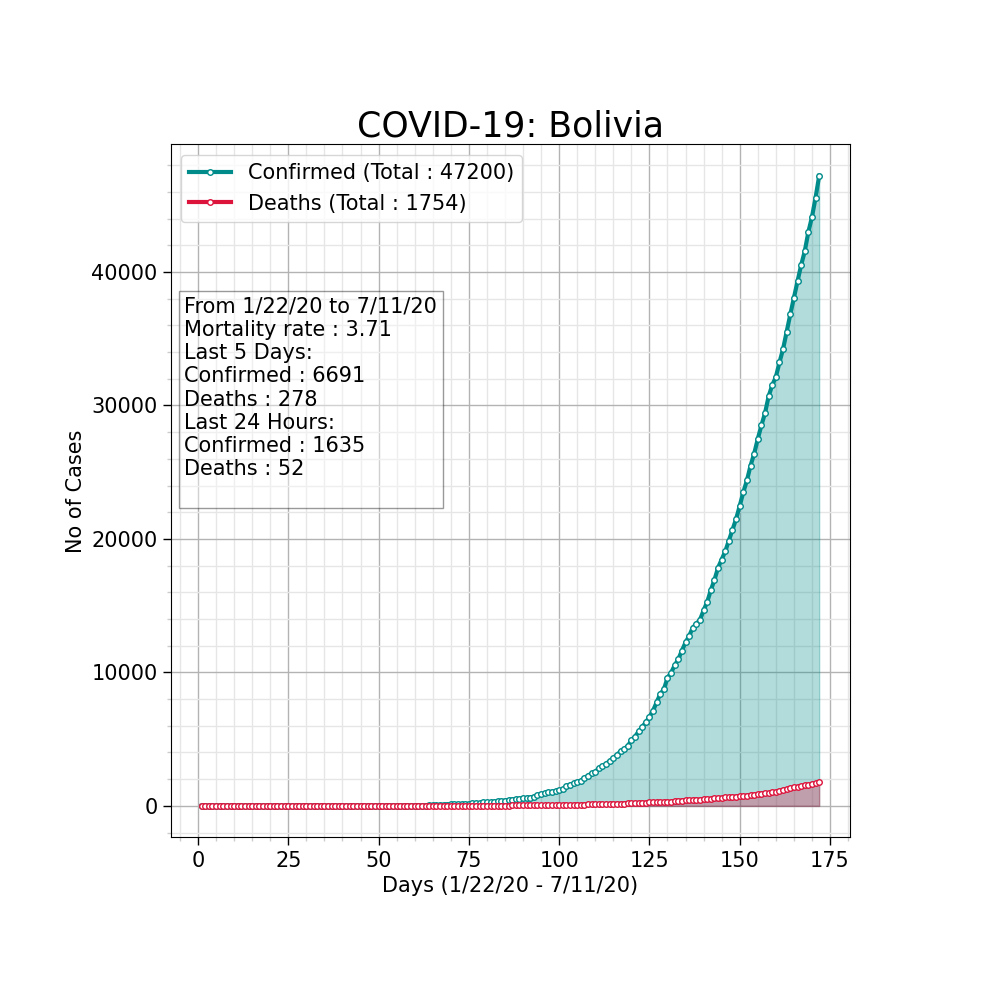 COVID-19: Bolivia
Confirmed (Total : 47200)
Deaths (Total : 1754)
From 1/22/20 to 7/11/20
Mortality rate : 3.71
Last 5 Days:
Confirmed : 6691
Deaths : 278
Last 24 Hours:
Confirmed : 1635
Deaths : 52
No of Cases
40000
30000
20000
10000
0
0 25 50 75 100 125 150 175
Days (1/22/20 - 7/11/20)